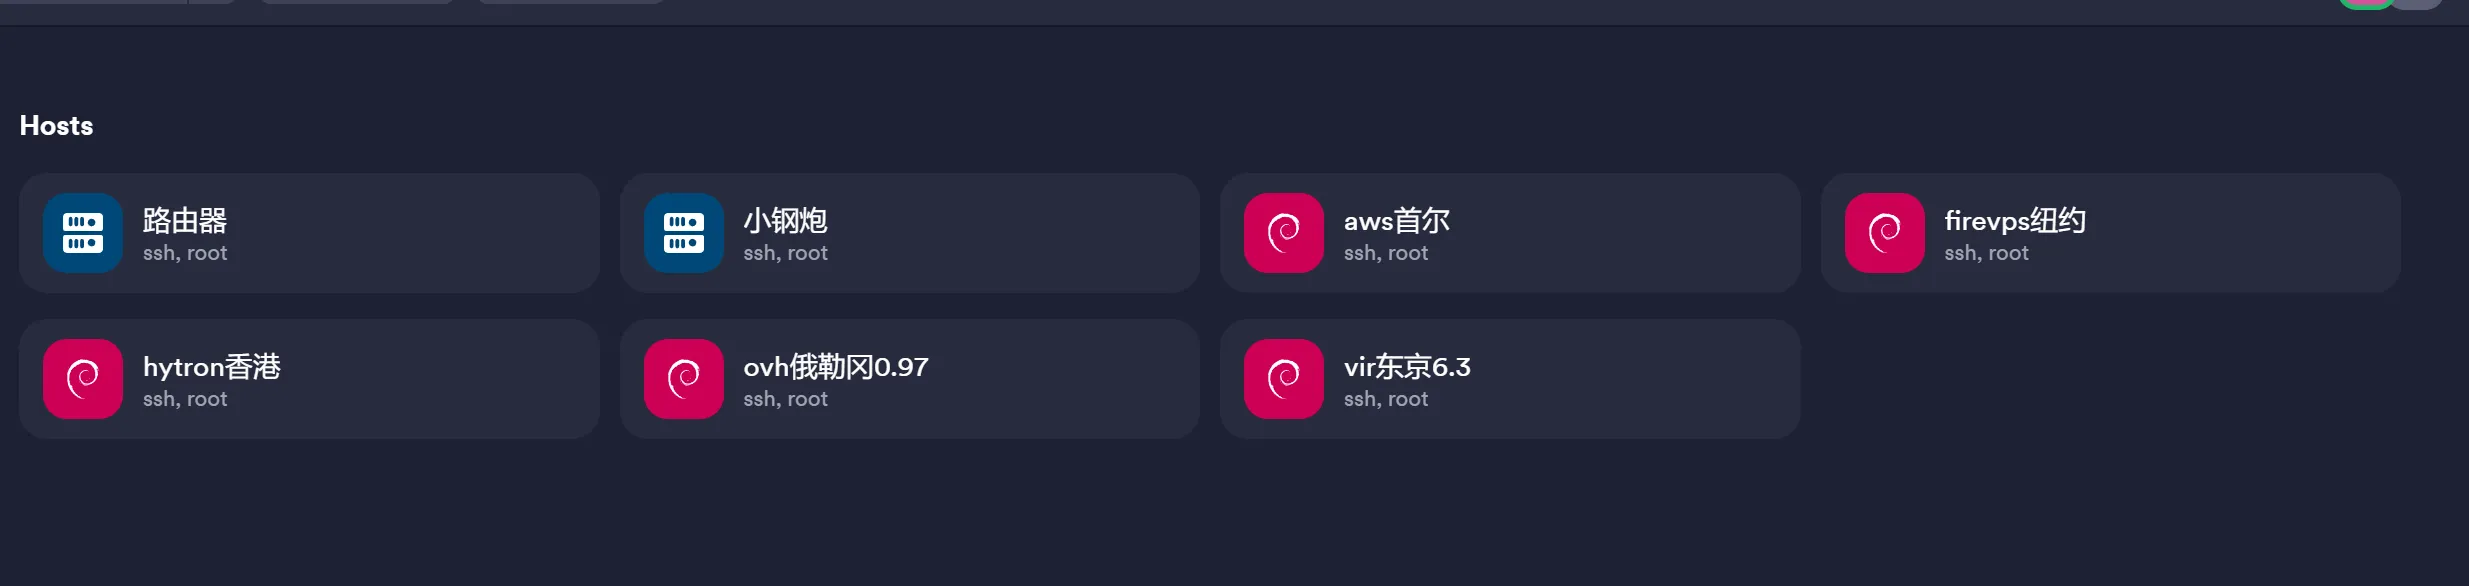 Hosts
路由器
ssh, root
小钢炮
ssh, root
aws首尔
ssh, root
firevps纽约
ssh, root
hytron香港
ssh, root
ovh俄勒冈0.97
ssh, root
vir东京6.3
ssh, root